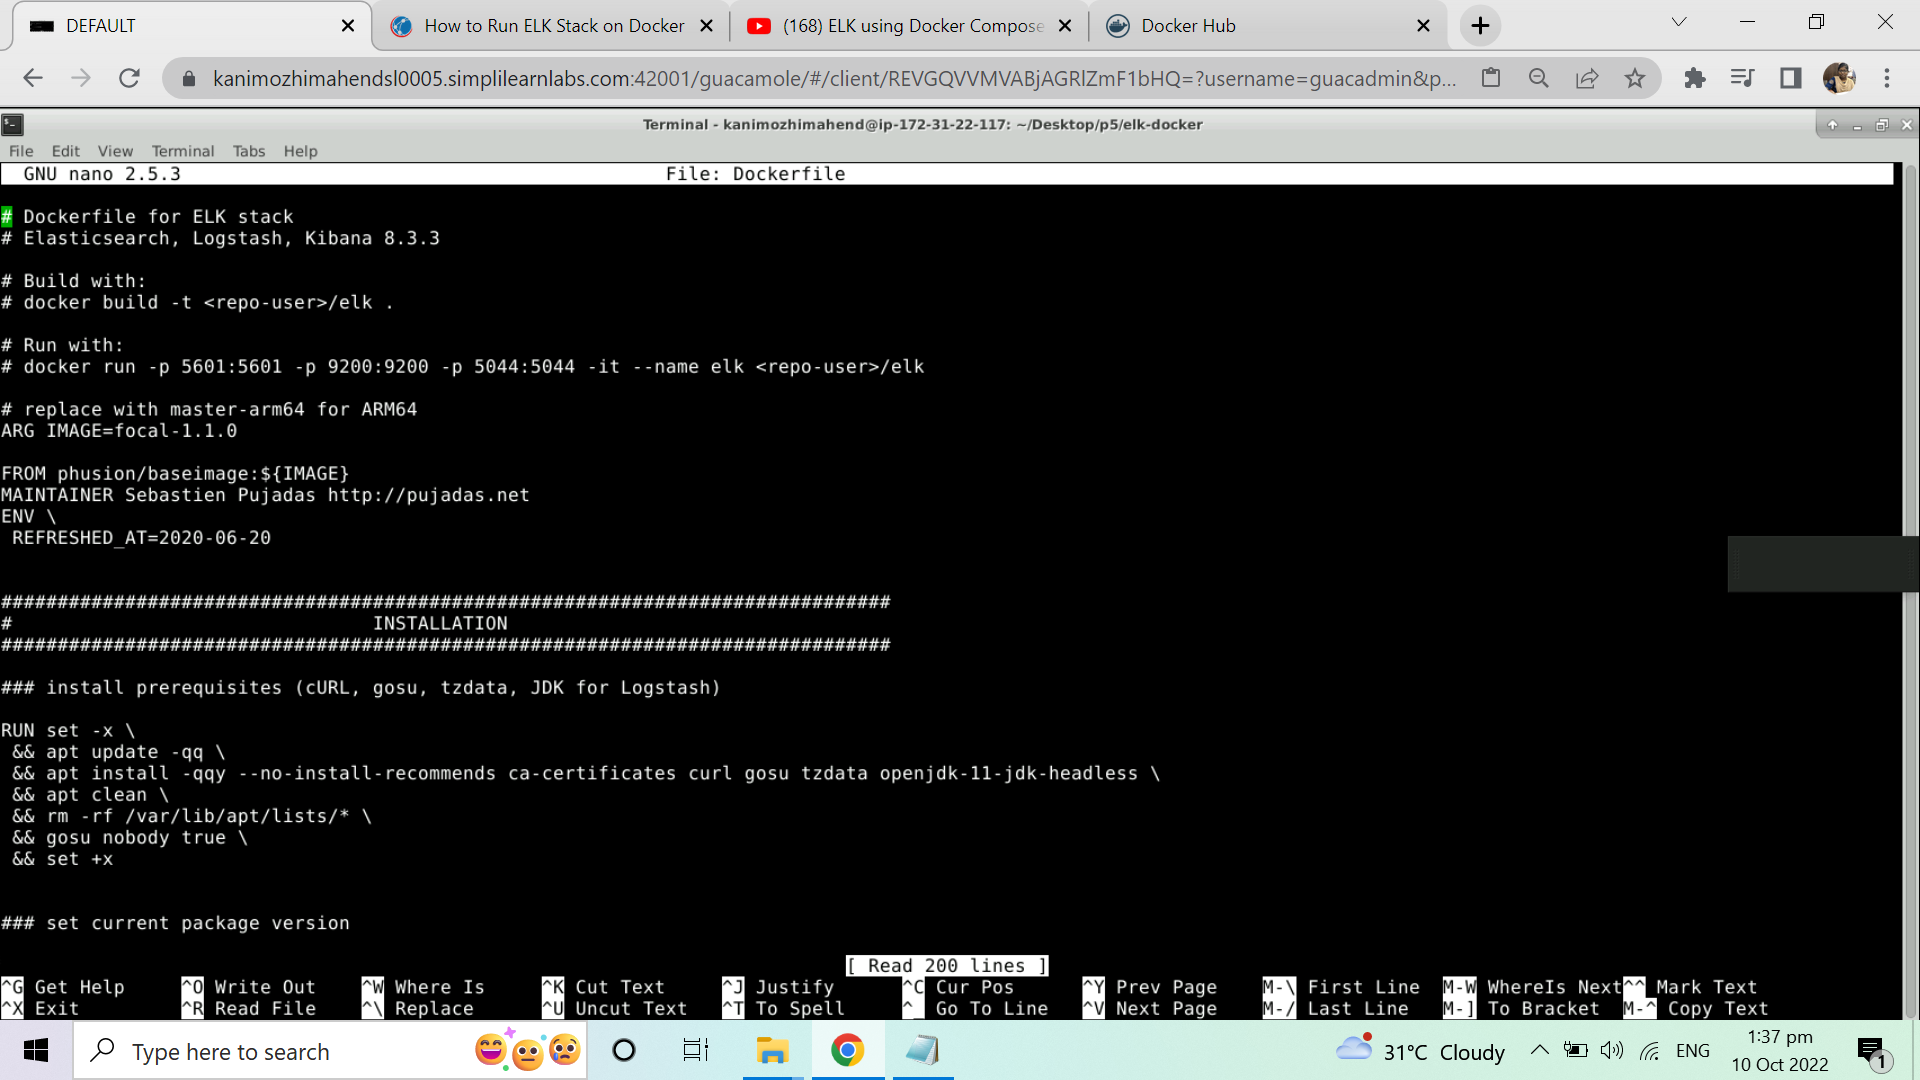 DEFAULT
How to Run ELK Stack on Docker
(168) ELK using Docker Compose
Docker Hub
kanimozhimahendsl0005.simplilearnlabs.com:42001/guacamole/#/client/REVGQVVMVABjAGRlZmF1bHQ=?username=guacadmin&p...
Terminal - kanimozhimahend@ip-172-31-22-117: ~/Desktop/p5/elk-docker
File Edit View Terminal Tabs Help
GNU nano 2.5.3 File: Dockerfile
# Dockerfile for ELK stack
# Elasticsearch, Logstash, Kibana 8.3.3
# Build with:
# docker build -t <repo-user>/elk .
# Run with:
# docker run -p 5601:5601 -p 9200:9200 -p 5044:5044 -it --name elk <repo-user>/elk
# replace with master-arm64 for ARM64
ARG IMAGE=focal-1.1.0
FROM phusion/baseimage:${IMAGE}
MAINTAINER Sebastien Pujadas http://pujadas.net
ENV \
REFRESHED_AT=2020-06-20
###############################################################################
# INSTALLATION
###############################################################################
### install prerequisites (cURL, gosu, tzdata, JDK for Logstash)
RUN set -x \
&& apt update -qq \
&& apt install -qqy --no-install-recommends ca-certificates curl gosu tzdata openjdk-11-jdk-headless \
&& apt clean \
&& rm -rf /var/lib/apt/lists/* \
&& gosu nobody true \
&& set +x
### set current package version
[ Read 200 lines ]
^G Get Help ^O Write Out ^W Where Is ^K Cut Text ^J Justify ^C Cur Pos ^Y Prev Page M-\ First Line M-W WhereIs Next ^^ Mark Text
^X Exit ^R Read File ^\ Replace ^U Uncut Text ^T To Spell ^_ Go To Line ^V Next Page M-/ Last Line M-] To Bracket M-^ Copy Text
Type here to search
31°C Cloudy
ENG
1:37 pm
10 Oct 2022
1